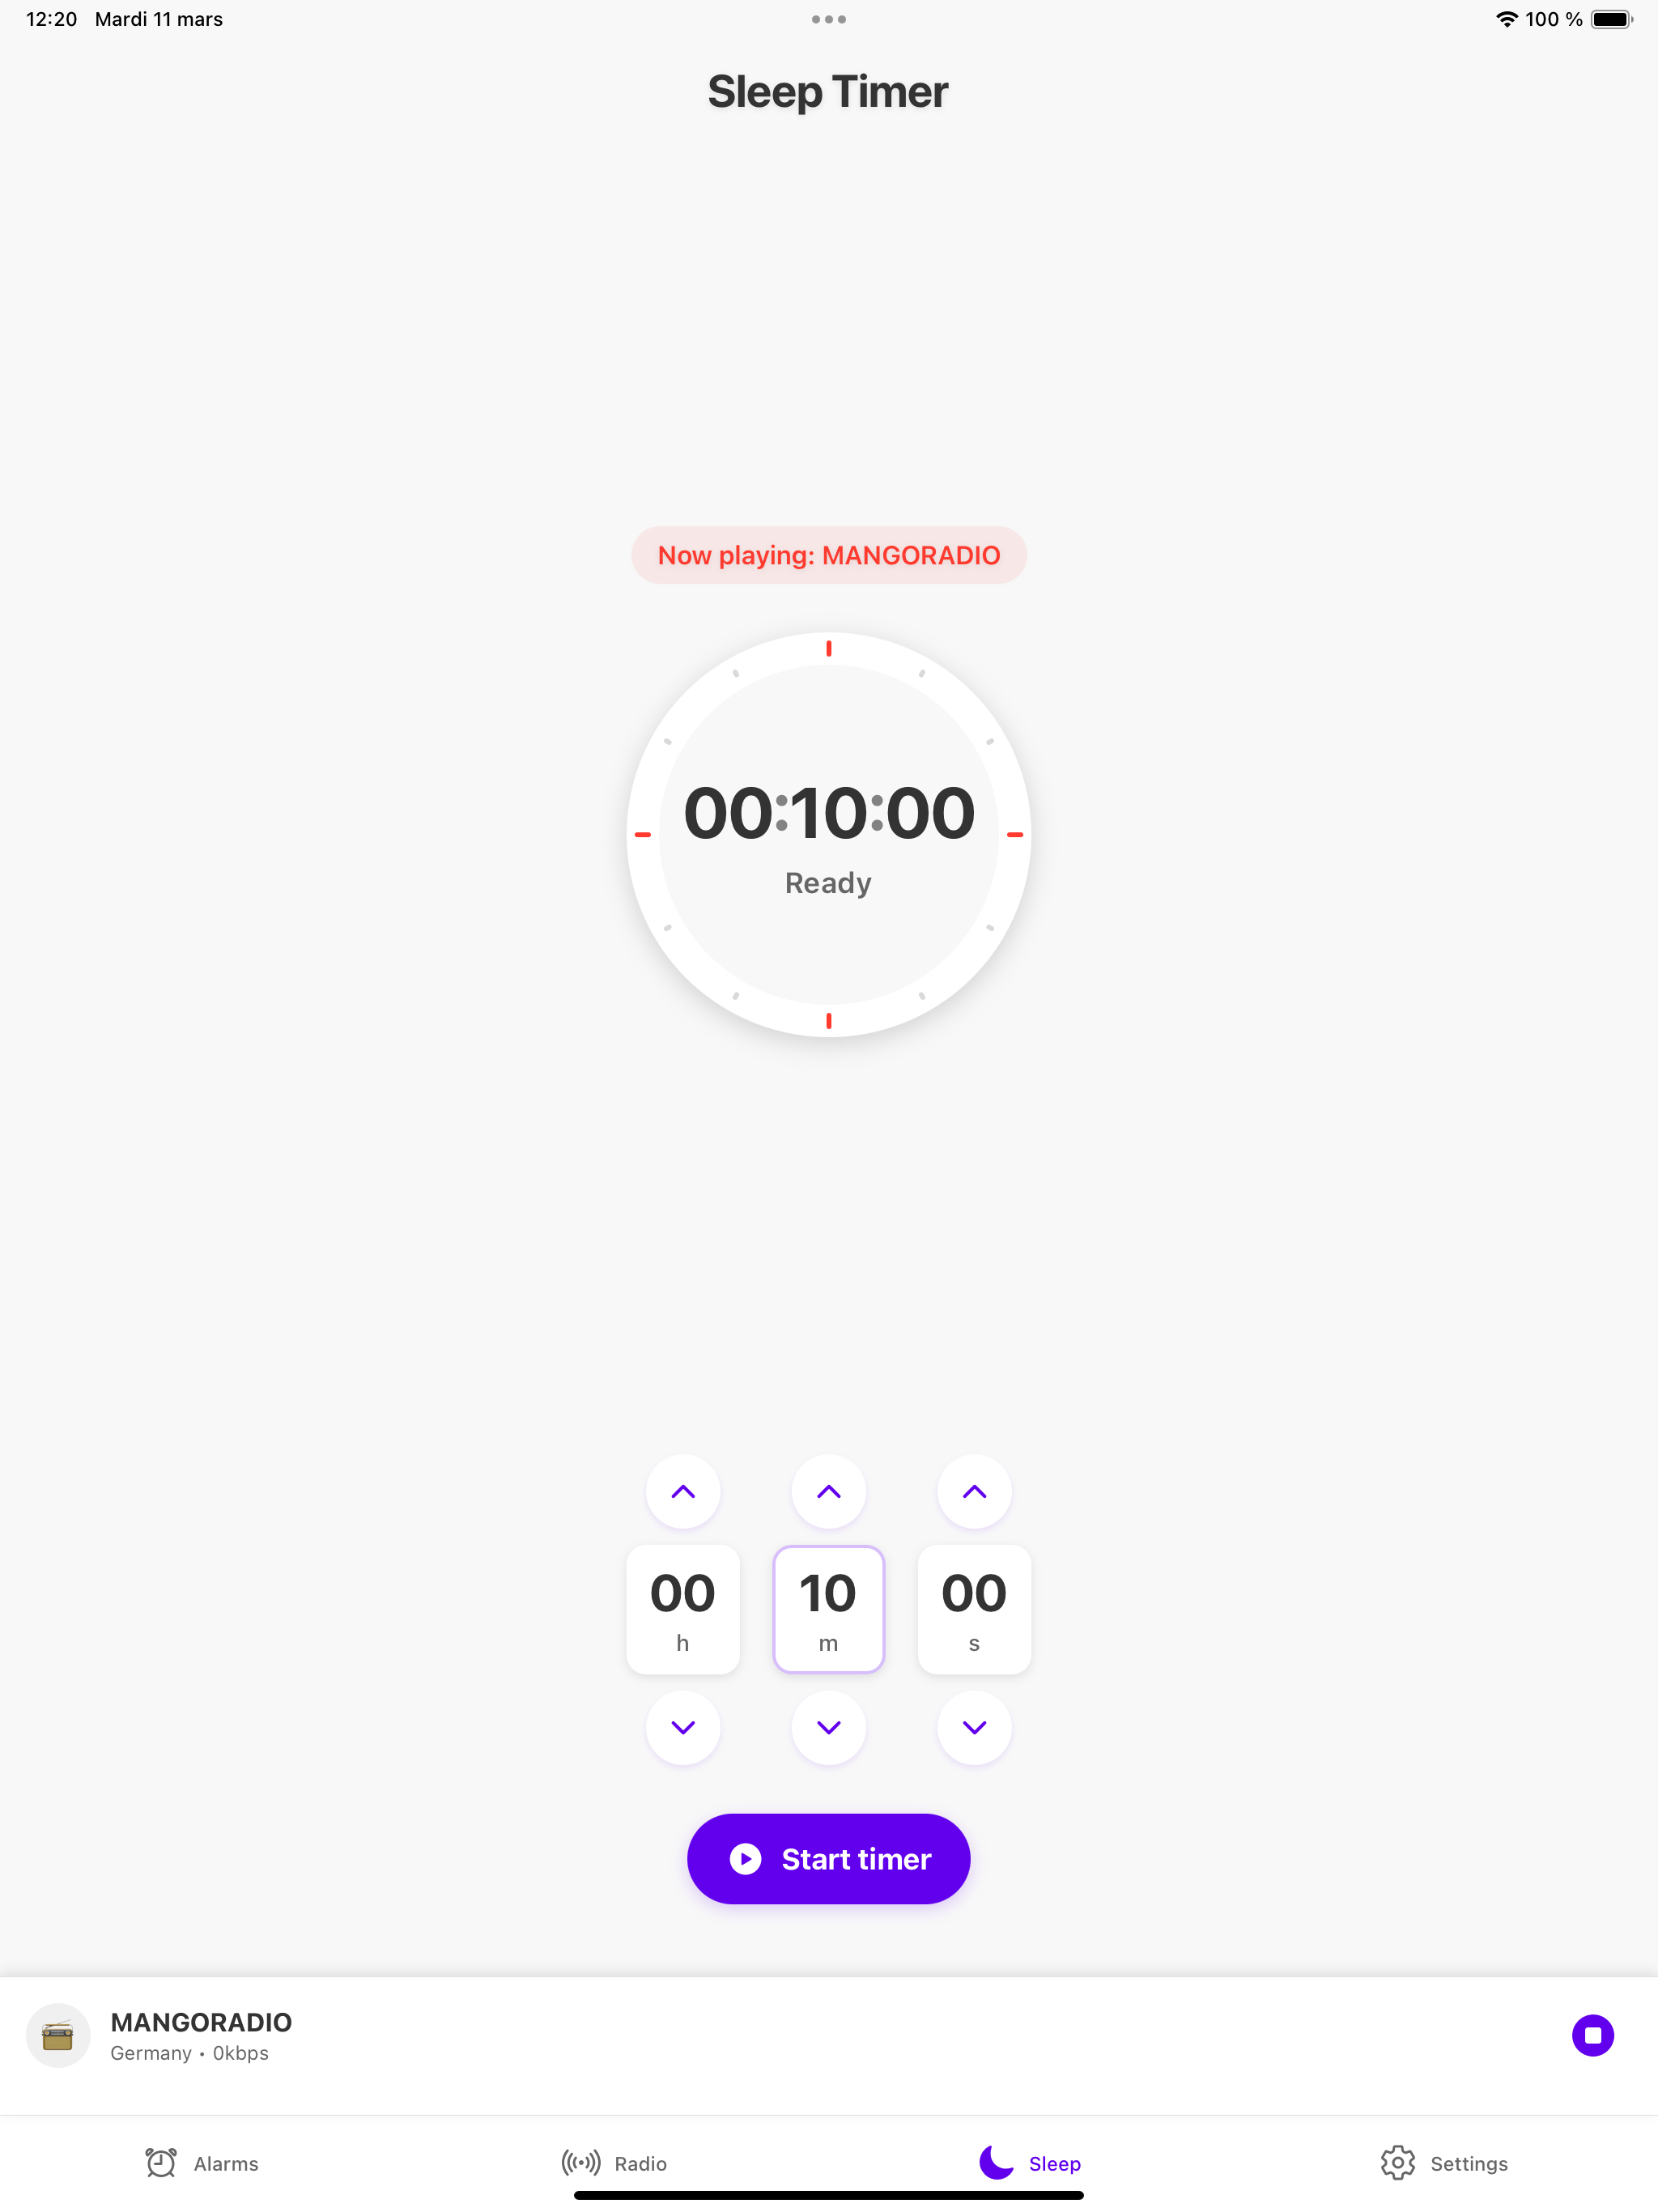 12:20 Mardi 11 mars
100 %
Sleep Timer
Now playing: MANGORADIO
00:10:00
Ready
00 10 00
h m s
Start timer
MANGORADIO
Germany • 0kbps
Alarms Radio Sleep Settings